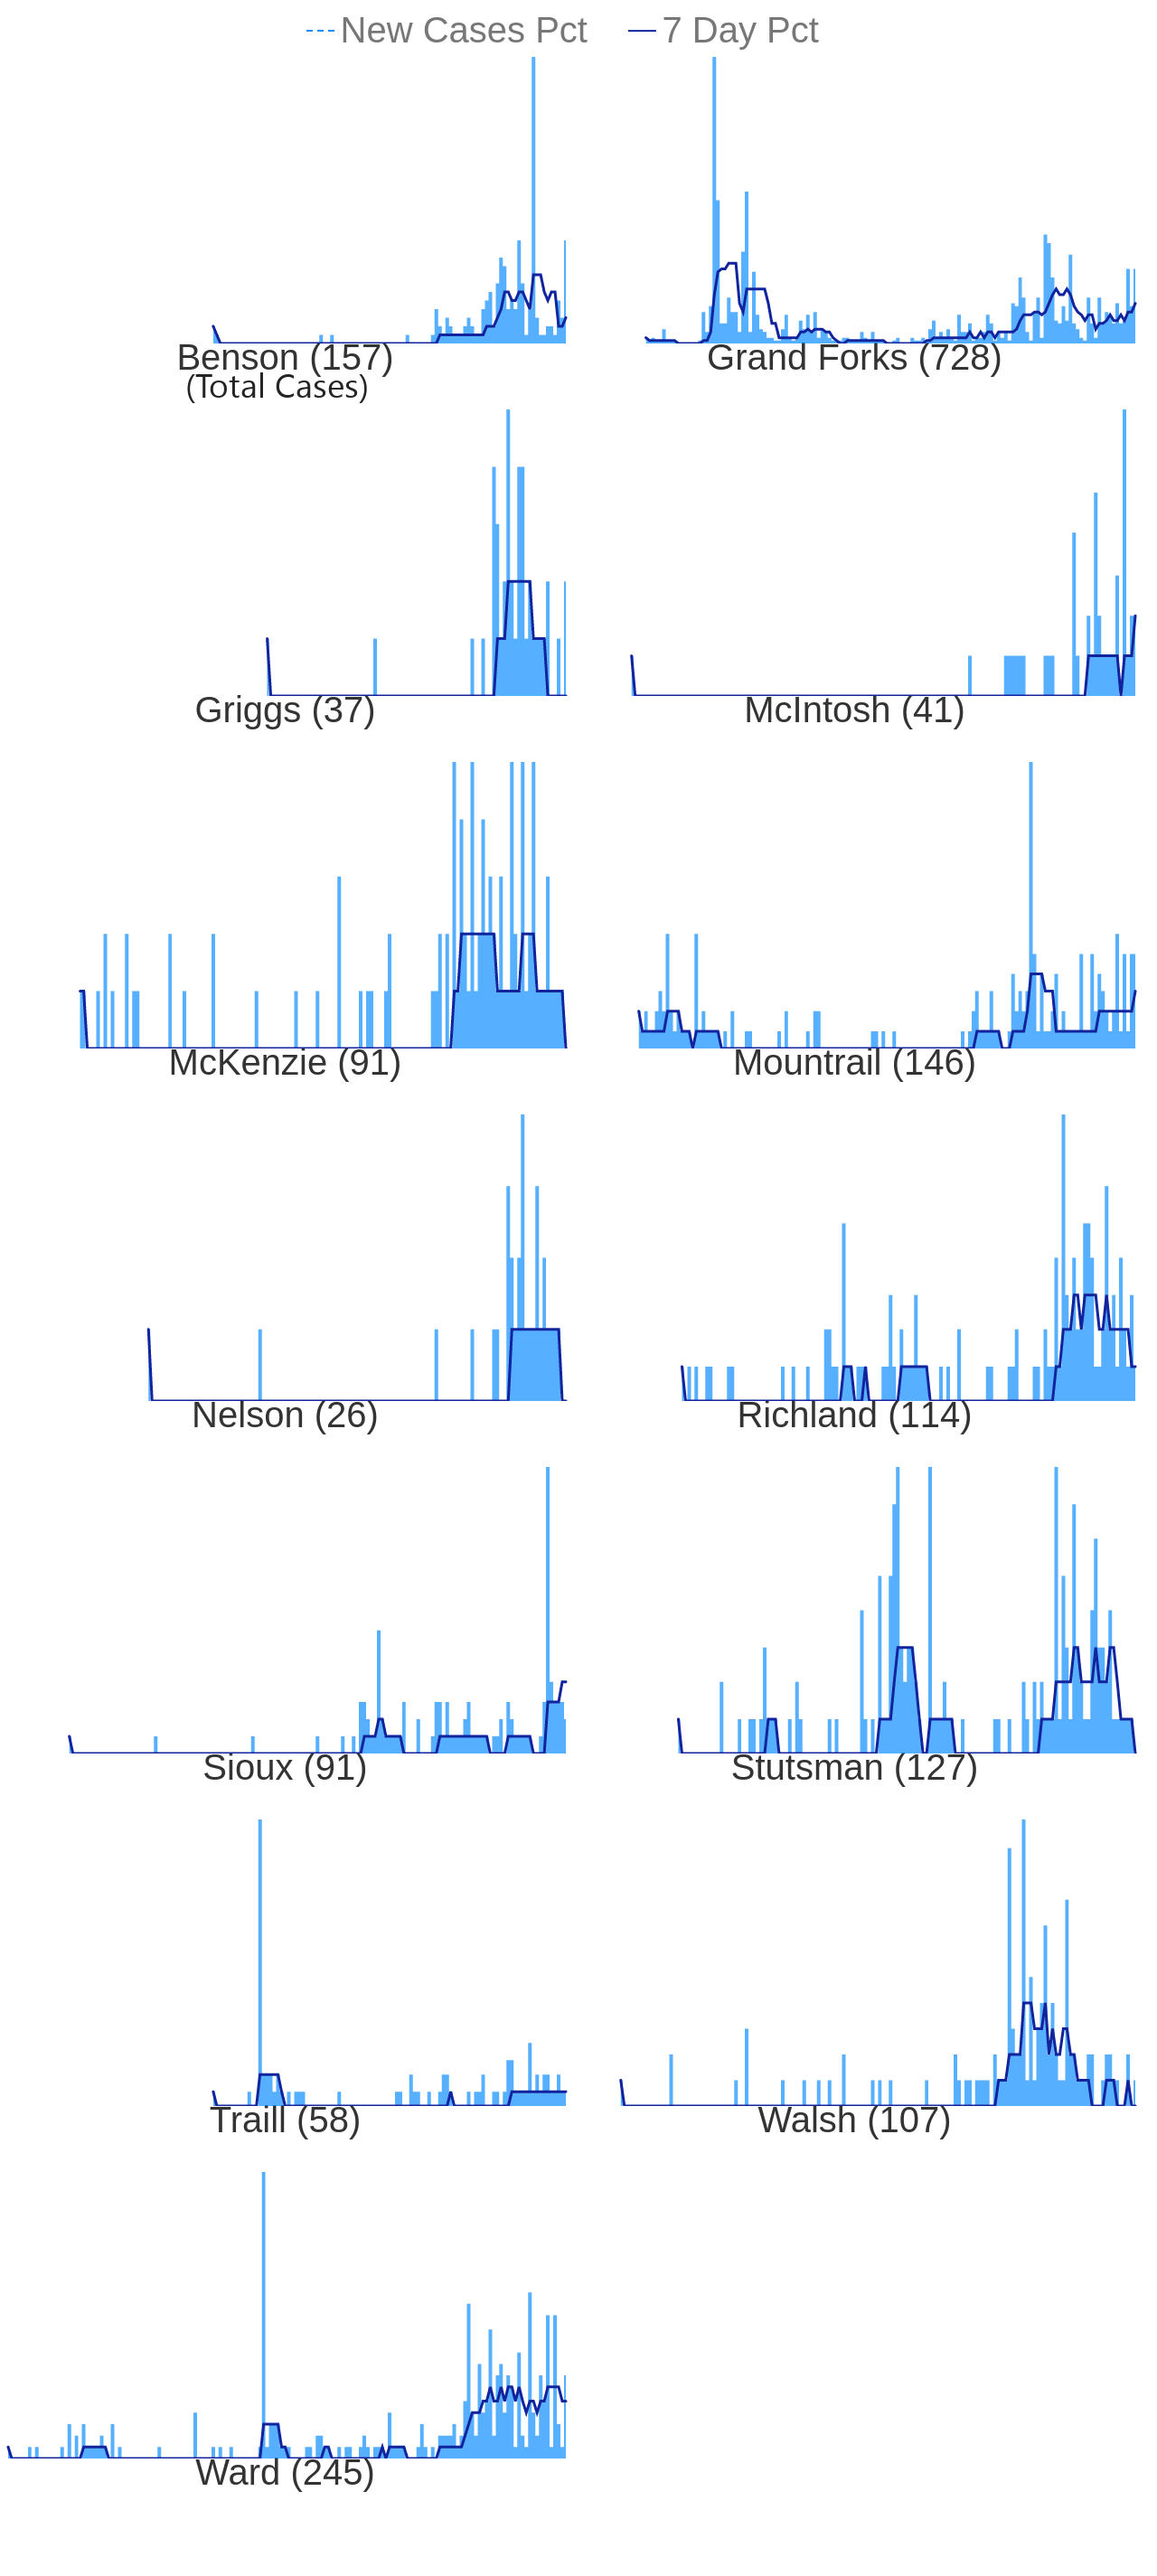 New Cases Pct 7 Day Pct
Benson (157) Grand Forks (728)
(Total Cases)
Griggs (37) McIntosh (41)
McKenzie (91) Mountrail (146)
Nelson (26) Richland (114)
Sioux (91) Stutsman (127)
Traill (58) Walsh (107)
Ward (245)